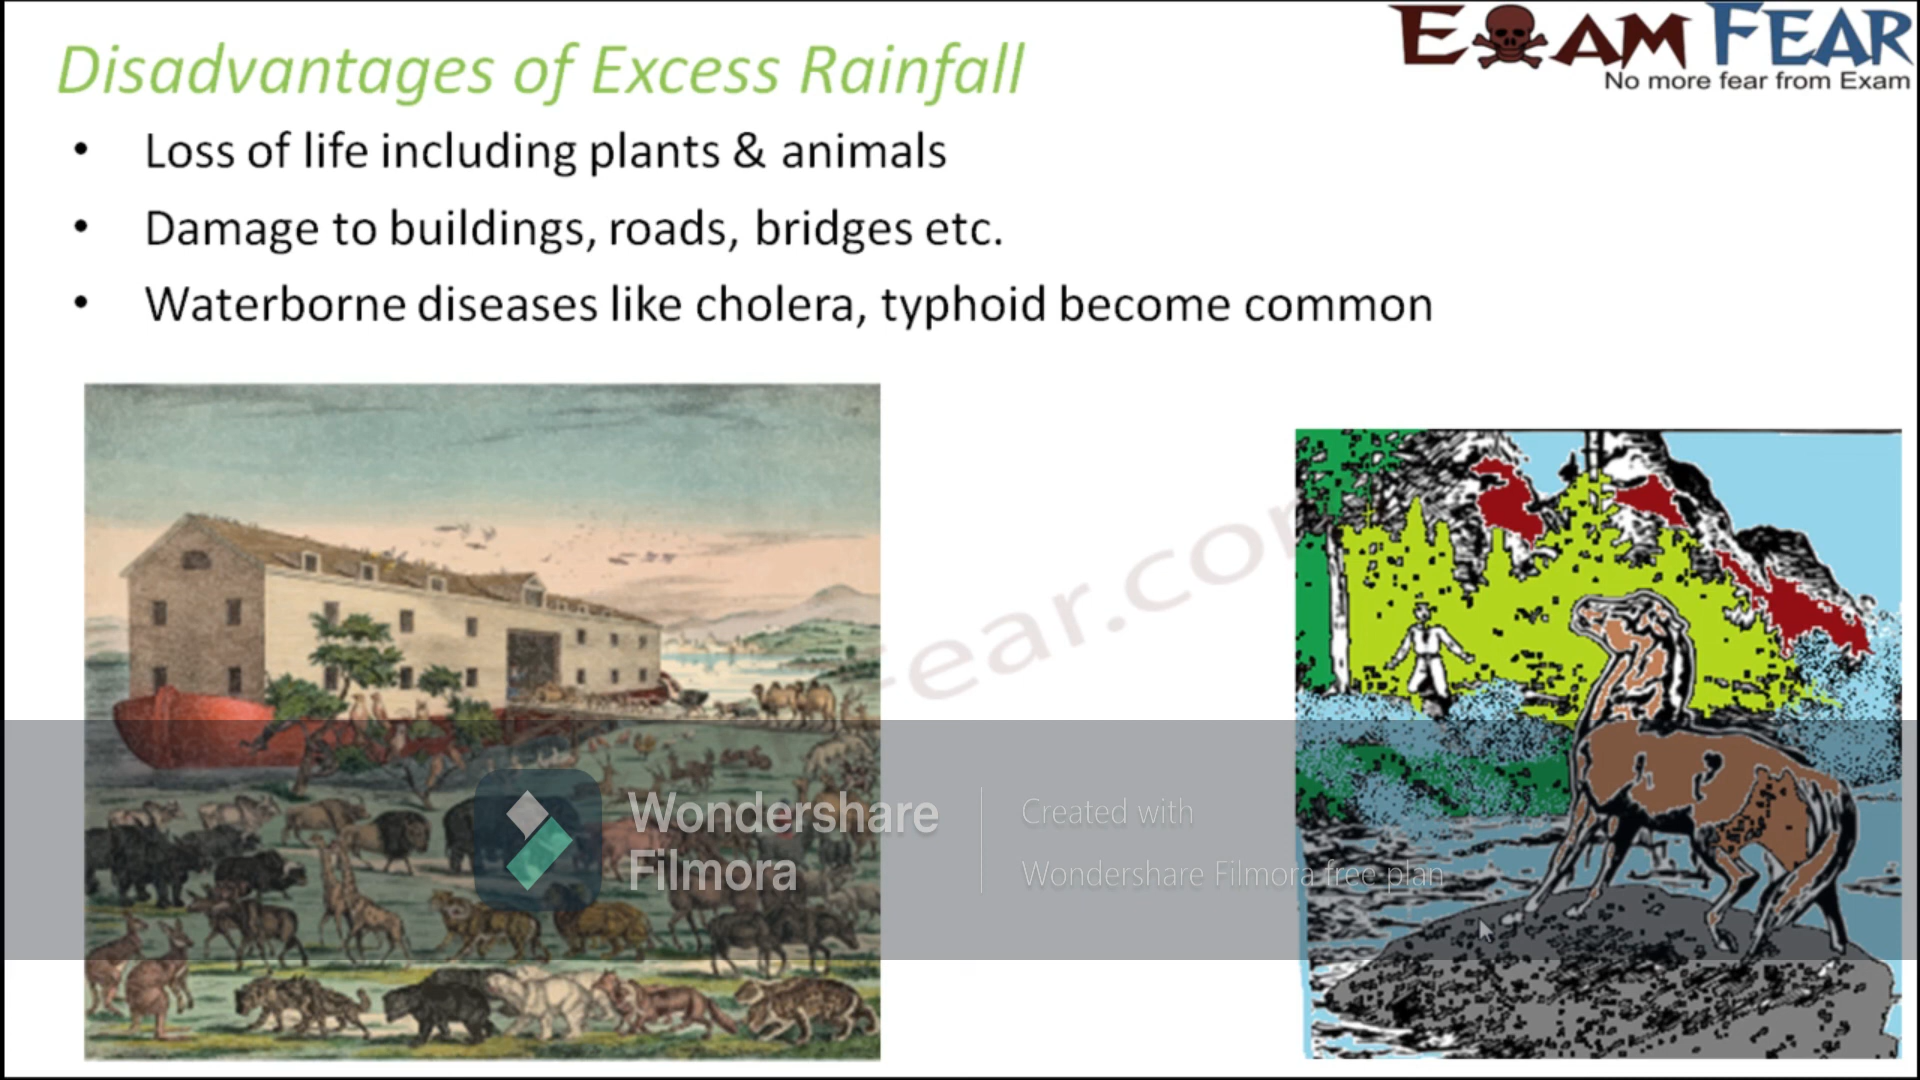 Disadvantages of Excess Rainfall
EXAM FEAR
No more fear from Exam
• Loss of life including plants & animals
• Damage to buildings, roads, bridges etc.
• Waterborne diseases like cholera, typhoid become common
fear.com
Wondershare
Filmora
Created with
Wondershare Filmora free plan